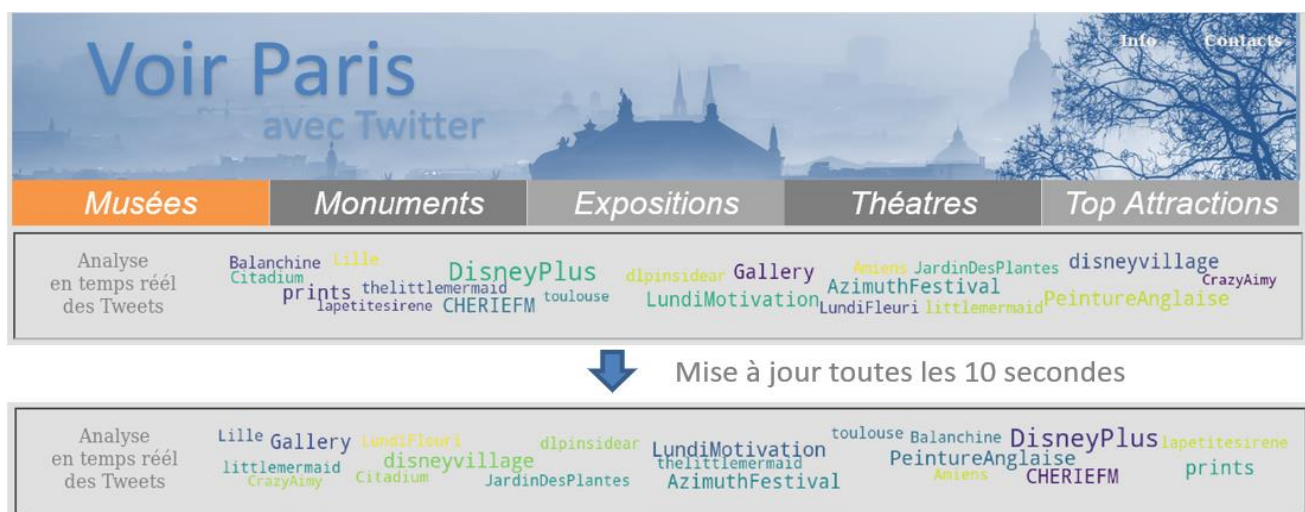 Voir Paris
avec Twitter
Info Contacts
Musées Monuments Expositions Théatres Top Attractions
Analyse
en temps réél
des Tweets
Balanchine Lille
Citadium
prints thelittlemermaid
lapetitesirene CHERIEFM
DisneyPlus
toulouse
dlpinsidear Gallery
LundiMotivation
Amiens JardinDesPlantes disneyvillage
AzimuthFestival CrazyAimy
LundiFleuri littlemermaid PeintureAnglaise
Mise à jour toutes les 10 secondes
Analyse
en temps réél
des Tweets
Lille Gallery LundiFleuri
littlemermaid disneyvillage
CrazyAimy Citadium
dlpinsidear
JardinDesPlantes
LundiMotivation
thelittlemermaid
AzimuthFestival
toulouse Balanchine DisneyPlus lapetitesirene
PeintureAnglaise
Amiens CHERIEFM prints